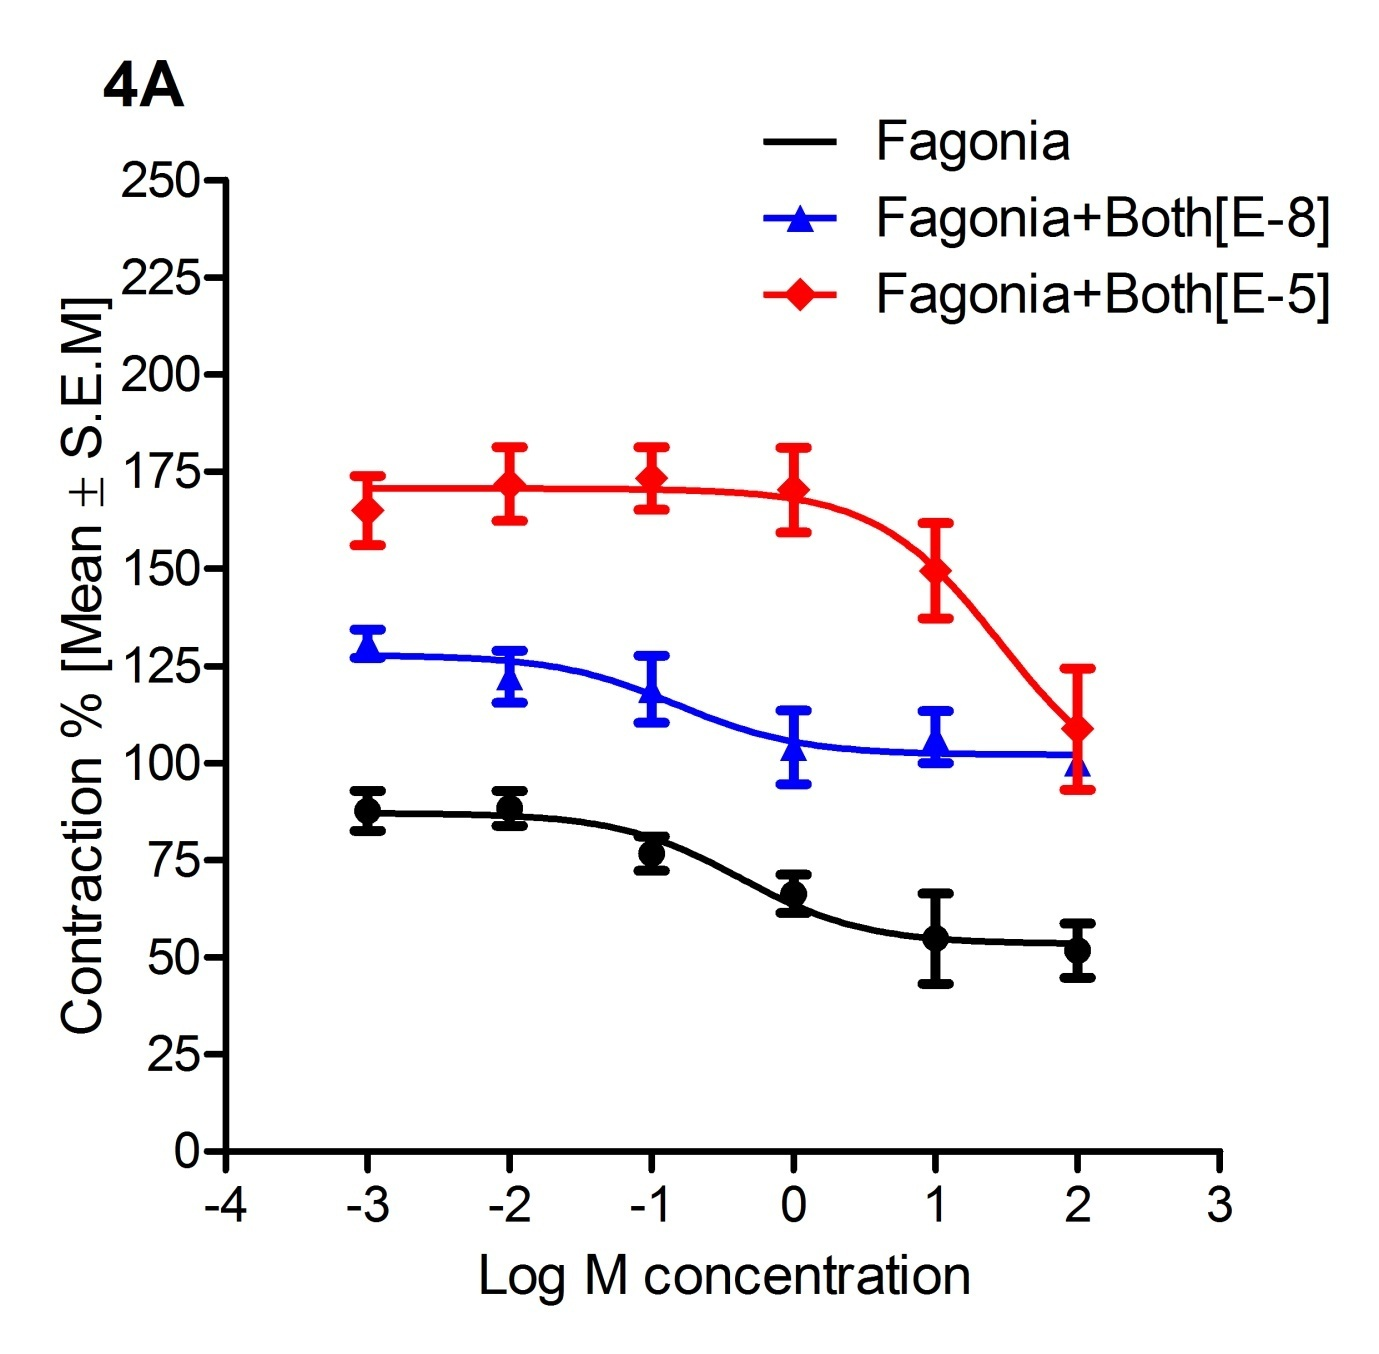 4A
Fagonia
Fagonia+Both[E-8]
Fagonia+Both[E-5]
Contraction % [Mean ± S.E.M]
250
225
200
175
150
125
100
75
50
25
0
-4 -3 -2 -1 0 1 2 3
Log M concentration